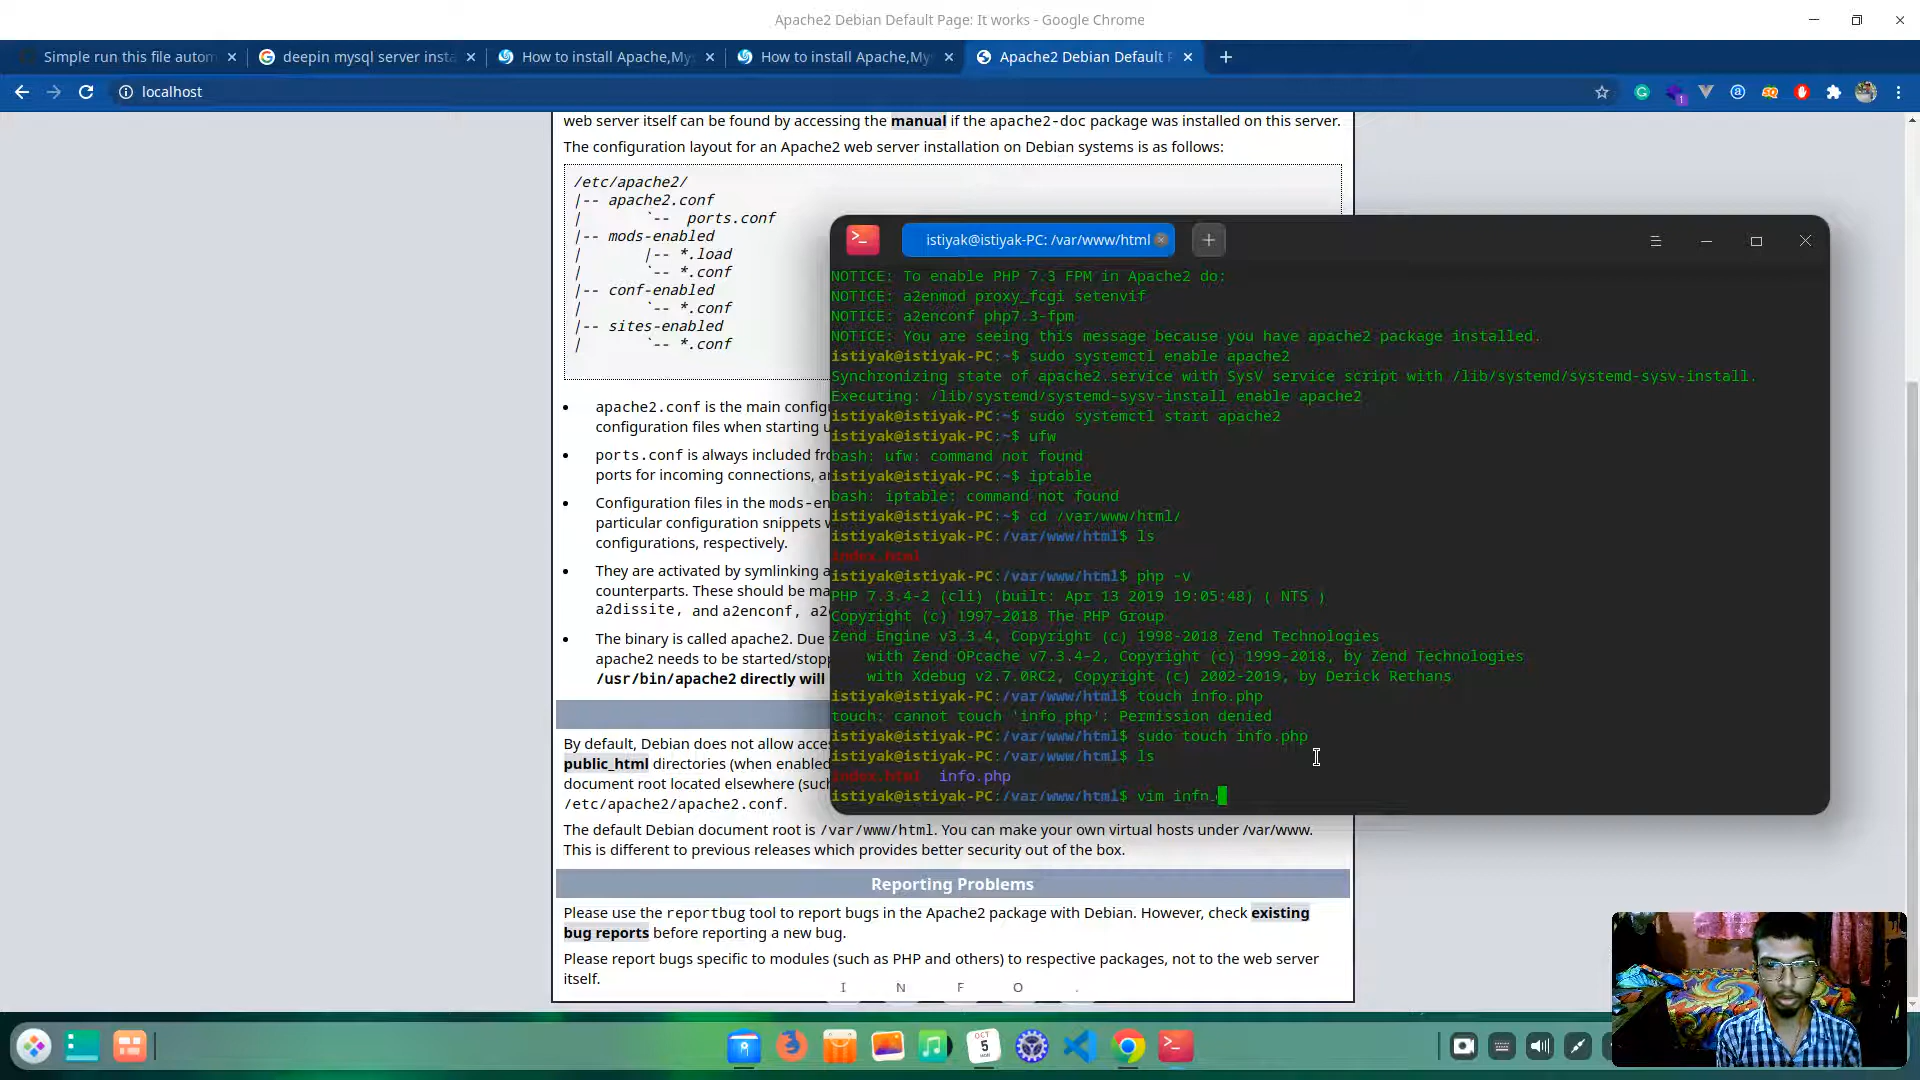 Apache2 Debian Default Page: It works - Google Chrome
Simple run this file autom
deepin mysql server insta
How to install Apache,My
How to install Apache,My
Apache2 Debian Default F
localhost
web server itself can be found by accessing the manual if the apache2-doc package was installed on this server.
The configuration layout for an Apache2 web server installation on Debian systems is as follows:
/etc/apache2/
|-- apache2.conf
|       `--  ports.conf
|-- mods-enabled
|       |-- *.load
|       `-- *.conf
|-- conf-enabled
|       `-- *.conf
|-- sites-enabled
|       `-- *.conf
apache2.conf is the main config
configuration files when starting u
ports.conf is always included fro
ports for incoming connections, a
Configuration files in the mods-en
particular configuration snippets w
configurations, respectively.
They are activated by symlinking a
counterparts. These should be ma
a2dissite, and a2enconf, a2
The binary is called apache2. Due
apache2 needs to be started/stopp
/usr/bin/apache2 directly will
By default, Debian does not allow acce
public_html directories (when enabled
document root located elsewhere (suc
/etc/apache2/apache2.conf.
The default Debian document root is /var/www/html. You can make your own virtual hosts under /var/www.
This is different to previous releases which provides better security out of the box.
Reporting Problems
Please use the reportbug tool to report bugs in the Apache2 package with Debian. However, check existing
bug reports before reporting a new bug.
Please report bugs specific to modules (such as PHP and others) to respective packages, not to the web server
itself.
istiyak@istiyak-PC: /var/www/html
NOTICE: To enable PHP 7.3 FPM in Apache2 do:
NOTICE: a2enmod proxy_fcgi setenvif
NOTICE: a2enconf php7.3-fpm
NOTICE: You are seeing this message because you have apache2 package installed.
istiyak@istiyak-PC:~$ sudo systemctl enable apache2
Synchronizing state of apache2.service with SysV service script with /lib/systemd/systemd-sysv-install.
Executing: /lib/systemd/systemd-sysv-install enable apache2
istiyak@istiyak-PC:~$ sudo systemctl start apache2
istiyak@istiyak-PC:~$ ufw
bash: ufw: command not found
istiyak@istiyak-PC:~$ iptable
bash: iptable: command not found
istiyak@istiyak-PC:~$ cd /var/www/html/
istiyak@istiyak-PC:/var/www/html$ ls
index.html
istiyak@istiyak-PC:/var/www/html$ php -v
PHP 7.3.4-2 (cli) (built: Apr 13 2019 19:05:48) ( NTS )
Copyright (c) 1997-2018 The PHP Group
Zend Engine v3.3.4, Copyright (c) 1998-2018 Zend Technologies
    with Zend OPcache v7.3.4-2, Copyright (c) 1999-2018, by Zend Technologies
    with Xdebug v2.7.0RC2, Copyright (c) 2002-2019, by Derick Rethans
istiyak@istiyak-PC:/var/www/html$ touch info.php
touch: cannot touch 'info.php': Permission denied
istiyak@istiyak-PC:/var/www/html$ sudo touch info.php
istiyak@istiyak-PC:/var/www/html$ ls
index.html  info.php
istiyak@istiyak-PC:/var/www/html$ vim info.
I N F O .
OCT
5